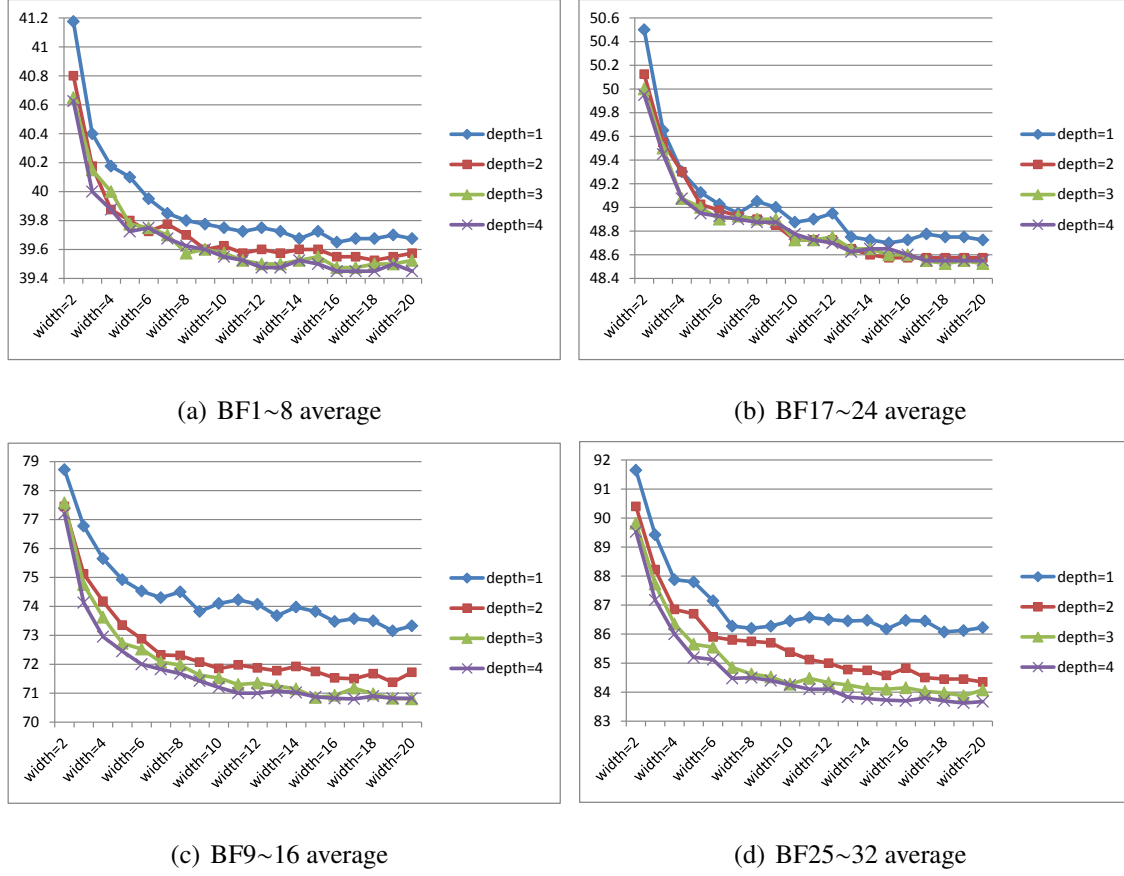 41.2
41
40.8
40.6
40.4
40.2
40
39.8
39.6
39.4
width=2
width=4
width=6
width=8
width=10
width=12
width=14
width=16
width=18
width=20
depth=1
depth=2
depth=3
depth=4
(a) BF1~8 average
50.6
50.4
50.2
50
49.8
49.6
49.4
49.2
49
48.8
48.6
48.4
width=2
width=4
width=6
width=8
width=10
width=12
width=14
width=16
width=18
width=20
depth=1
depth=2
depth=3
depth=4
(b) BF17~24 average
79
78
77
76
75
74
73
72
71
70
width=2
width=4
width=6
width=8
width=10
width=12
width=14
width=16
width=18
width=20
depth=1
depth=2
depth=3
depth=4
(c) BF9~16 average
92
91
90
89
88
87
86
85
84
83
width=2
width=4
width=6
width=8
width=10
width=12
width=14
width=16
width=18
width=20
depth=1
depth=2
depth=3
depth=4
(d) BF25~32 average